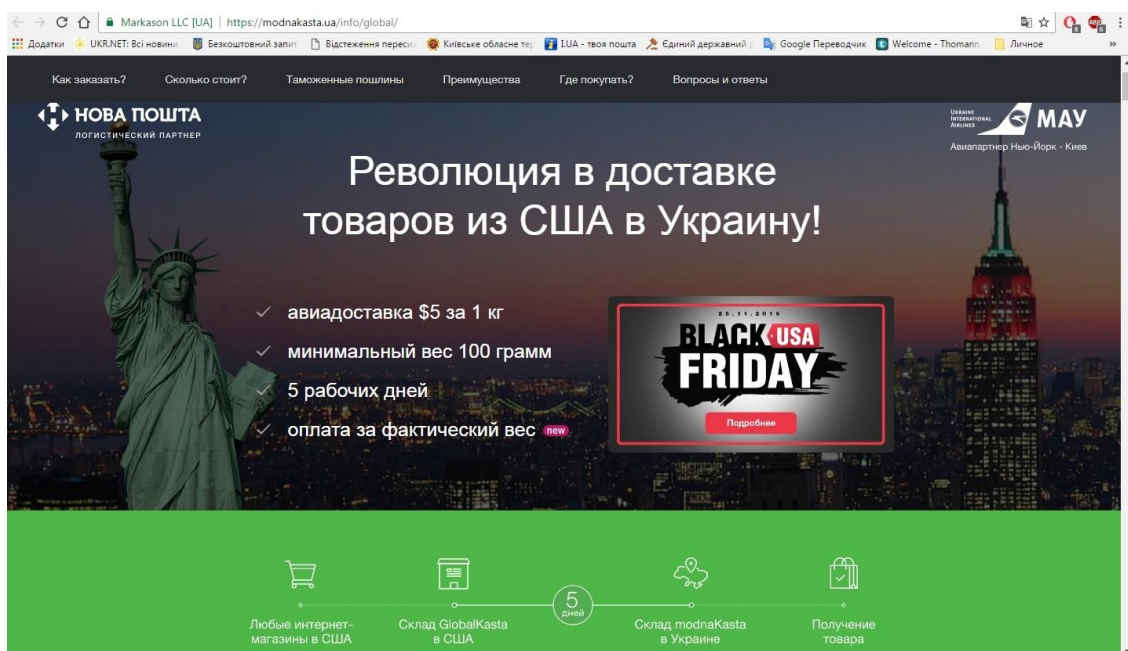 Markason LLC [UA] | https://modnakasta.ua/info/global/
Додатки UKR.NET: Всі новини Безкоштовний запит Відстеження пересил Київське обласне тер I.UA - твоя пошта Єдиний державний Google Переводчик Welcome - Thomann Личное »
Как заказать? Сколько стоит? Таможенные пошлины Преимущества Где покупать? Вопросы и ответы
НОВА ПОШТА
ЛОГИСТИЧЕСКИЙ ПАРТНЕР
UKRAINE
INTERNATIONAL
AIRLINES
МАУ
Авиапартнер Нью-Йорк - Киев
Революция в доставке
товаров из США в Украину!
авиадоставка $5 за 1 кг
минимальный вес 100 грамм
5 рабочих дней
оплата за фактический вес new
25.11.2016
BLACK USA
FRIDAY
Подробнее
5
дней
Любые интернет-
магазины в США
Склад GlobalKasta
в США
Склад modnaKasta
в Украине
Получение
товара